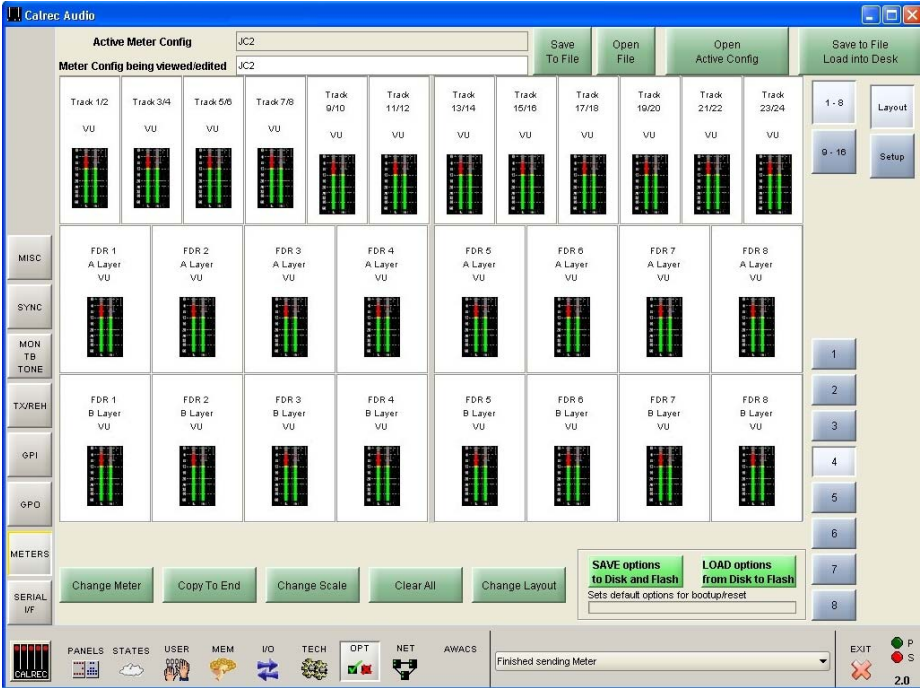 Calrec Audio
Active Meter Config JC2
Meter Config being viewed/edited JC2
Save To File
Open File
Open Active Config
Save to File Load into Desk
Track 1/2 VU
Track 3/4 VU
Track 5/6 VU
Track 7/8 VU
Track 9/10 VU
Track 11/12 VU
Track 13/14 VU
Track 15/16 VU
Track 17/18 VU
Track 19/20 VU
Track 21/22 VU
Track 23/24 VU
1 - 8
9 - 16
Layout
Setup
MISC
SYNC
MON TB TONE
TX/REH
GPI
GPO
METERS
SERIAL I/F
FDR 1 A Layer VU
FDR 2 A Layer VU
FDR 3 A Layer VU
FDR 4 A Layer VU
FDR 5 A Layer VU
FDR 6 A Layer VU
FDR 7 A Layer VU
FDR 8 A Layer VU
FDR 1 B Layer VU
FDR 2 B Layer VU
FDR 3 B Layer VU
FDR 4 B Layer VU
FDR 5 B Layer VU
FDR 6 B Layer VU
FDR 7 B Layer VU
FDR 8 B Layer VU
1
2
3
4
5
6
7
8
Change Meter
Copy To End
Change Scale
Clear All
Change Layout
SAVE options to Disk and Flash
LOAD options from Disk to Flash
Sets default options for bootup/reset
CALREC
PANELS
STATES
USER
MEM
I/O
TECH
OPT
NET
AWACS
Finished sending Meter
EXIT
P
S
2.0